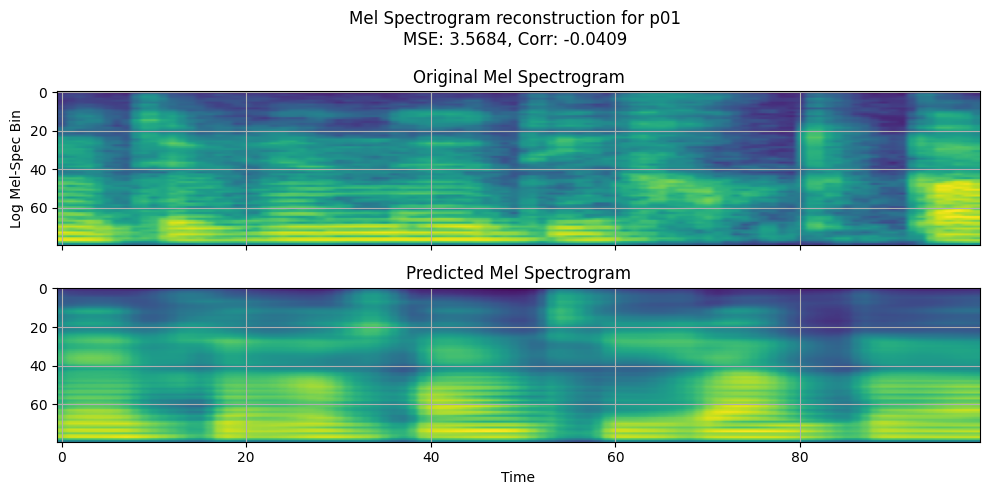 Mel Spectrogram reconstruction for p01
MSE: 3.5684, Corr: -0.0409
Original Mel Spectrogram
Log Mel-Spec Bin
0
20
40
60
Predicted Mel Spectrogram
0
20
40
60
0 20 40 60 80
Time